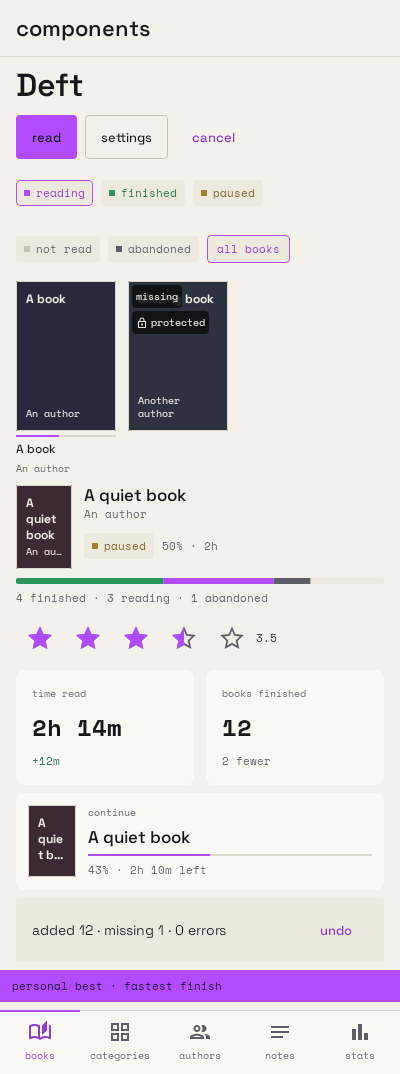 components
Deft
read settings cancel
reading finished paused
not read abandoned all books
A book
An author
missing book
protected
Another
author
A book
An author
A
quiet
book
An au…
A quiet book
An author
paused 50% · 2h
4 finished · 3 reading · 1 abandoned
3.5
time read
2h 14m
+12m
books finished
12
2 fewer
A
quie
t b…
continue
A quiet book
43% · 2h 10m left
added 12 · missing 1 · 0 errors undo
personal best · fastest finish
books categories authors notes stats